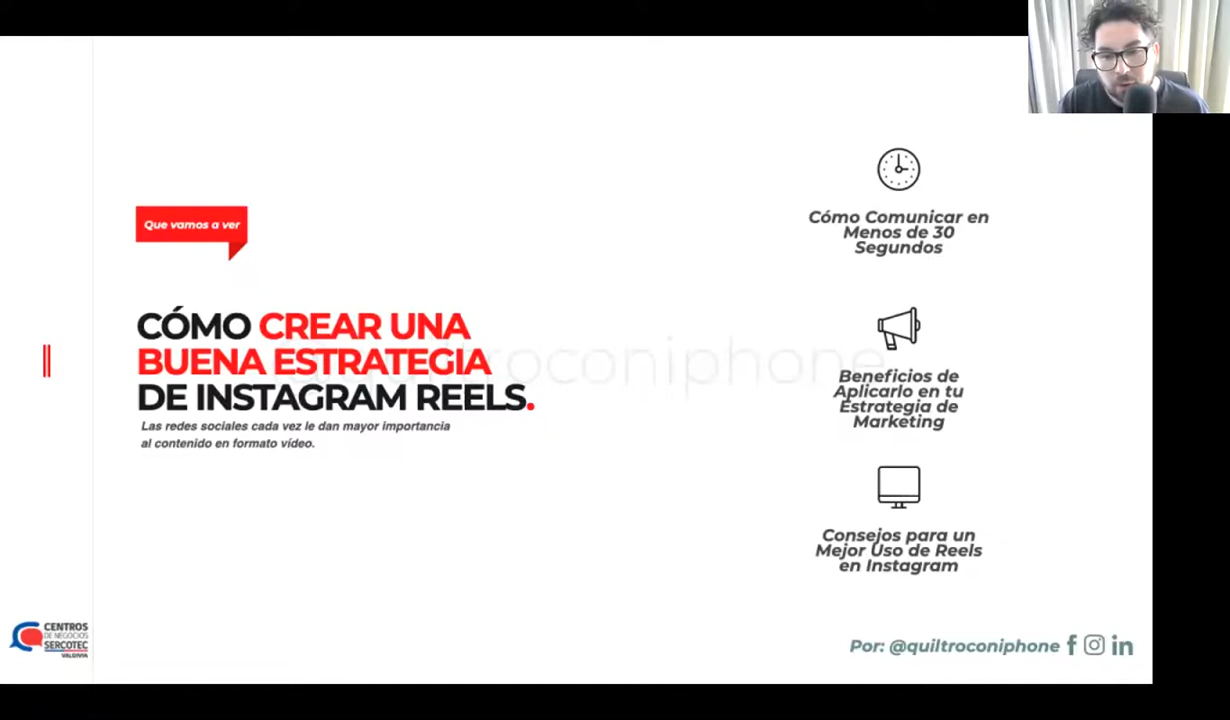 Que vamos a ver
CÓMO CREAR UNA
BUENA ESTRATEGIA
DE INSTAGRAM REELS.
Las redes sociales cada vez le dan mayor importancia
al contenido en formato vídeo.
@quiltroconiphone
Cómo Comunicar en
Menos de 30
Segundos
Beneficios de
Aplicarlo en tu
Estrategia de
Marketing
Consejos para un
Mejor Uso de Reels
en Instagram
CENTROS
DE NEGOCIOS
SERCOTEC
VALDIVIA
Por: @quiltroconiphone